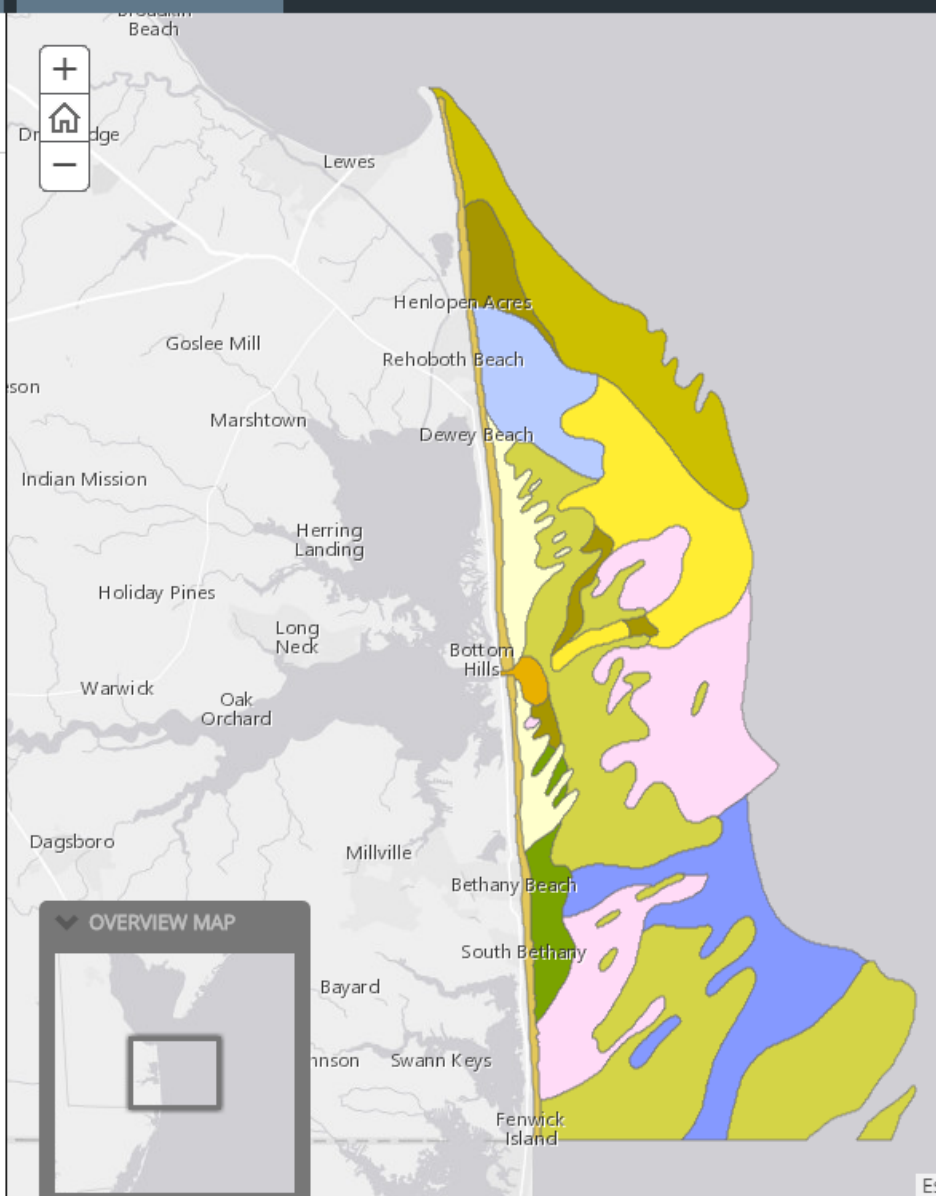 Beach
Lewes
Henlopen Acres
Goslee Mill
Rehoboth Beach
Marshtown
Dewey Beach
Indian Mission
Herring
Landing
Holiday Pines
Long
Neck
Bottom
Hills
Warwick
Oak
Orchard
Dagsboro
Millville
Bethany Beach
OVERVIEW MAP
South Bethany
Bayard
Swann Keys
Fenwick
Island